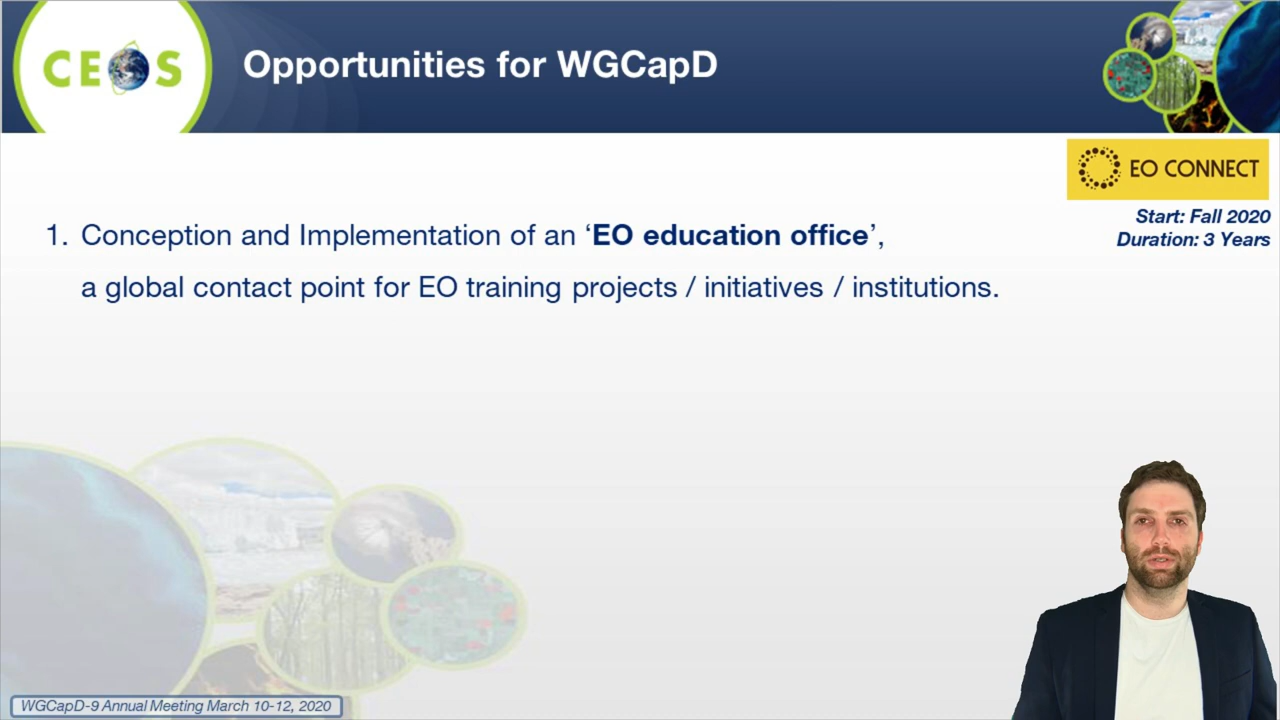 CEOS
Opportunities for WGCapD
EO CONNECT
Start: Fall 2020
Duration: 3 Years
1. Conception and Implementation of an ‘EO education office’,
a global contact point for EO training projects / initiatives / institutions.
WGCapD-9 Annual Meeting March 10-12, 2020